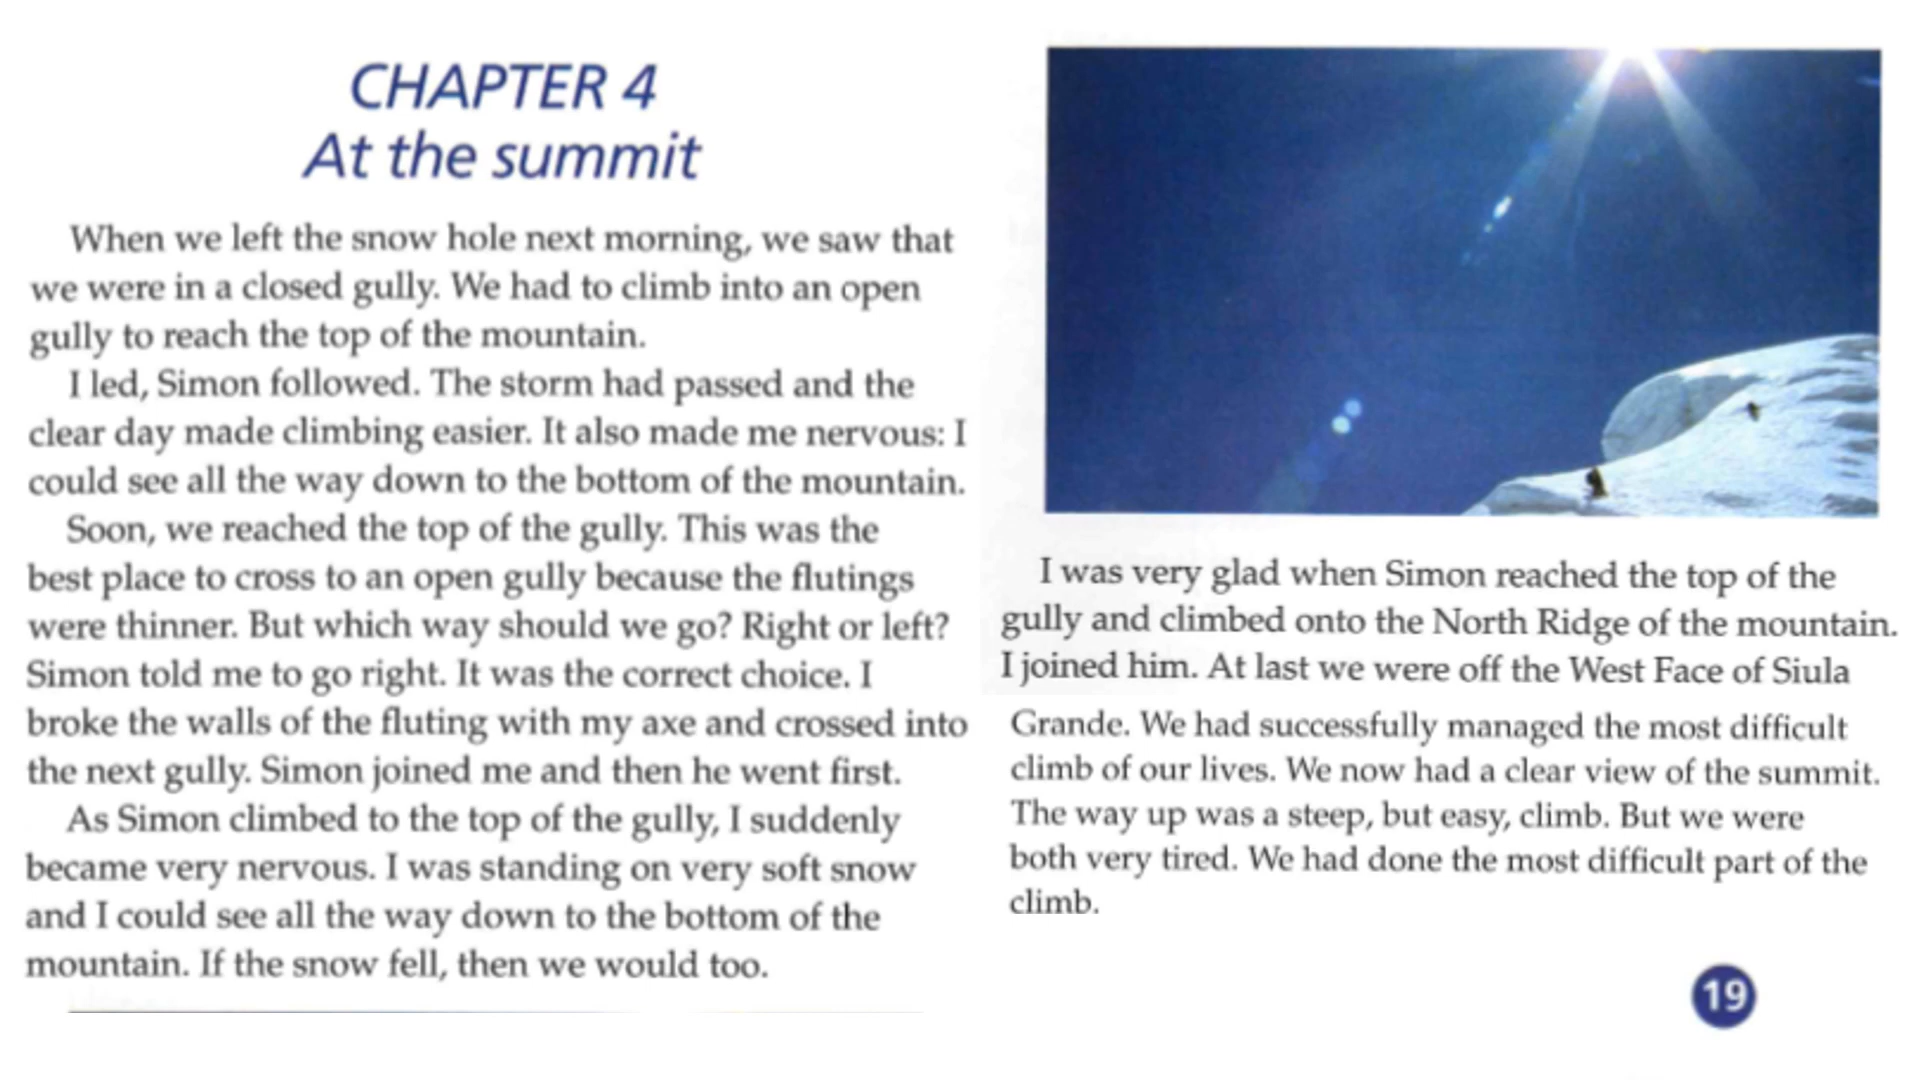 CHAPTER 4
At the summit
When we left the snow hole next morning, we saw that
we were in a closed gully. We had to climb into an open
gully to reach the top of the mountain.
I led, Simon followed. The storm had passed and the
clear day made climbing easier. It also made me nervous: I
could see all the way down to the bottom of the mountain.
Soon, we reached the top of the gully. This was the
best place to cross to an open gully because the flutings
were thinner. But which way should we go? Right or left?
Simon told me to go right. It was the correct choice. I
broke the walls of the fluting with my axe and crossed into
the next gully. Simon joined me and then he went first.
As Simon climbed to the top of the gully, I suddenly
became very nervous. I was standing on very soft snow
and I could see all the way down to the bottom of the
mountain. If the snow fell, then we would too.
I was very glad when Simon reached the top of the
gully and climbed onto the North Ridge of the mountain.
I joined him. At last we were off the West Face of Siula
Grande. We had successfully managed the most difficult
climb of our lives. We now had a clear view of the summit.
The way up was a steep, but easy, climb. But we were
both very tired. We had done the most difficult part of the
climb.
19